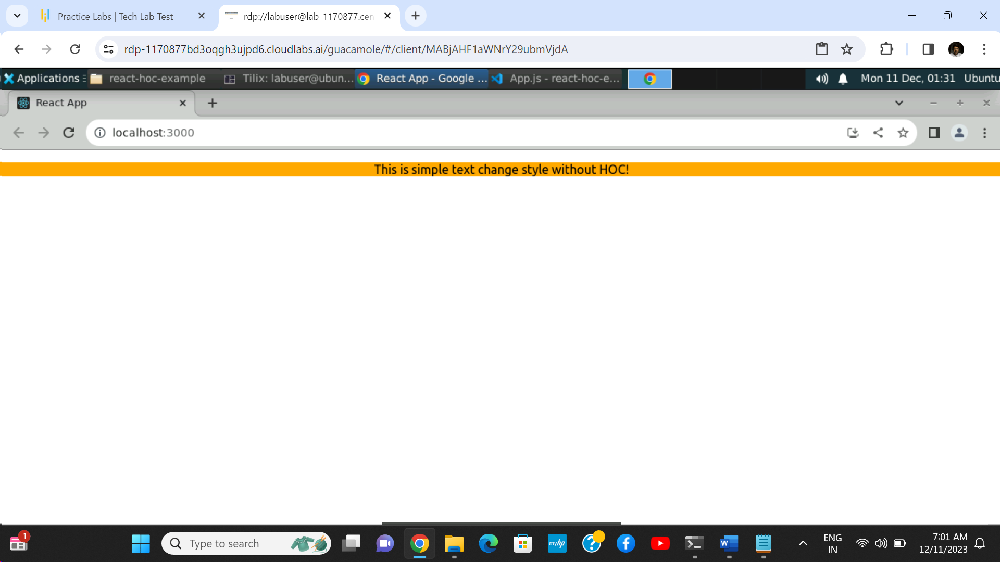 Practice Labs | Tech Lab Test
rdp://labuser@lab-1170877.cen
rdp-1170877bd3oqgh3ujpd6.cloudlabs.ai/guacamole/#/client/MABjAHF1aWNrY29ubmVjdA
Applications
react-hoc-example
Tilix: labuser@ubun...
React App - Google ...
App.js - react-hoc-e...
Mon 11 Dec, 01:31
Ubuntu
React App
localhost:3000
This is simple text change style without HOC!
1
Type to search
myhp
W
ENG
IN
7:01 AM
12/11/2023